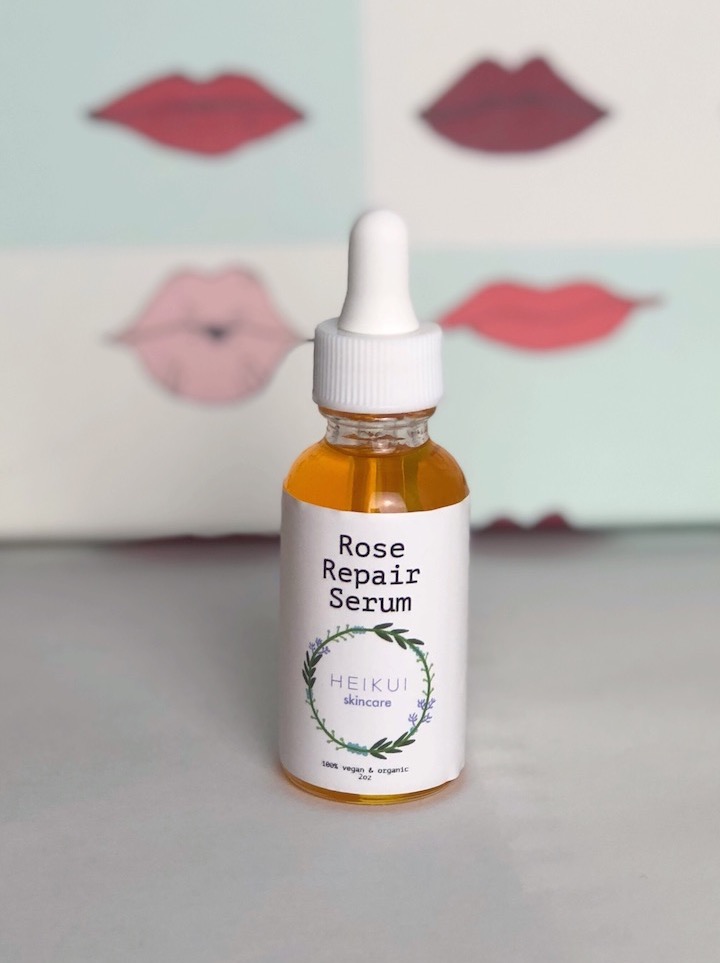 Rose
Repair
Serum
HEIKUI
skincare
100% vegan & organic
2oz